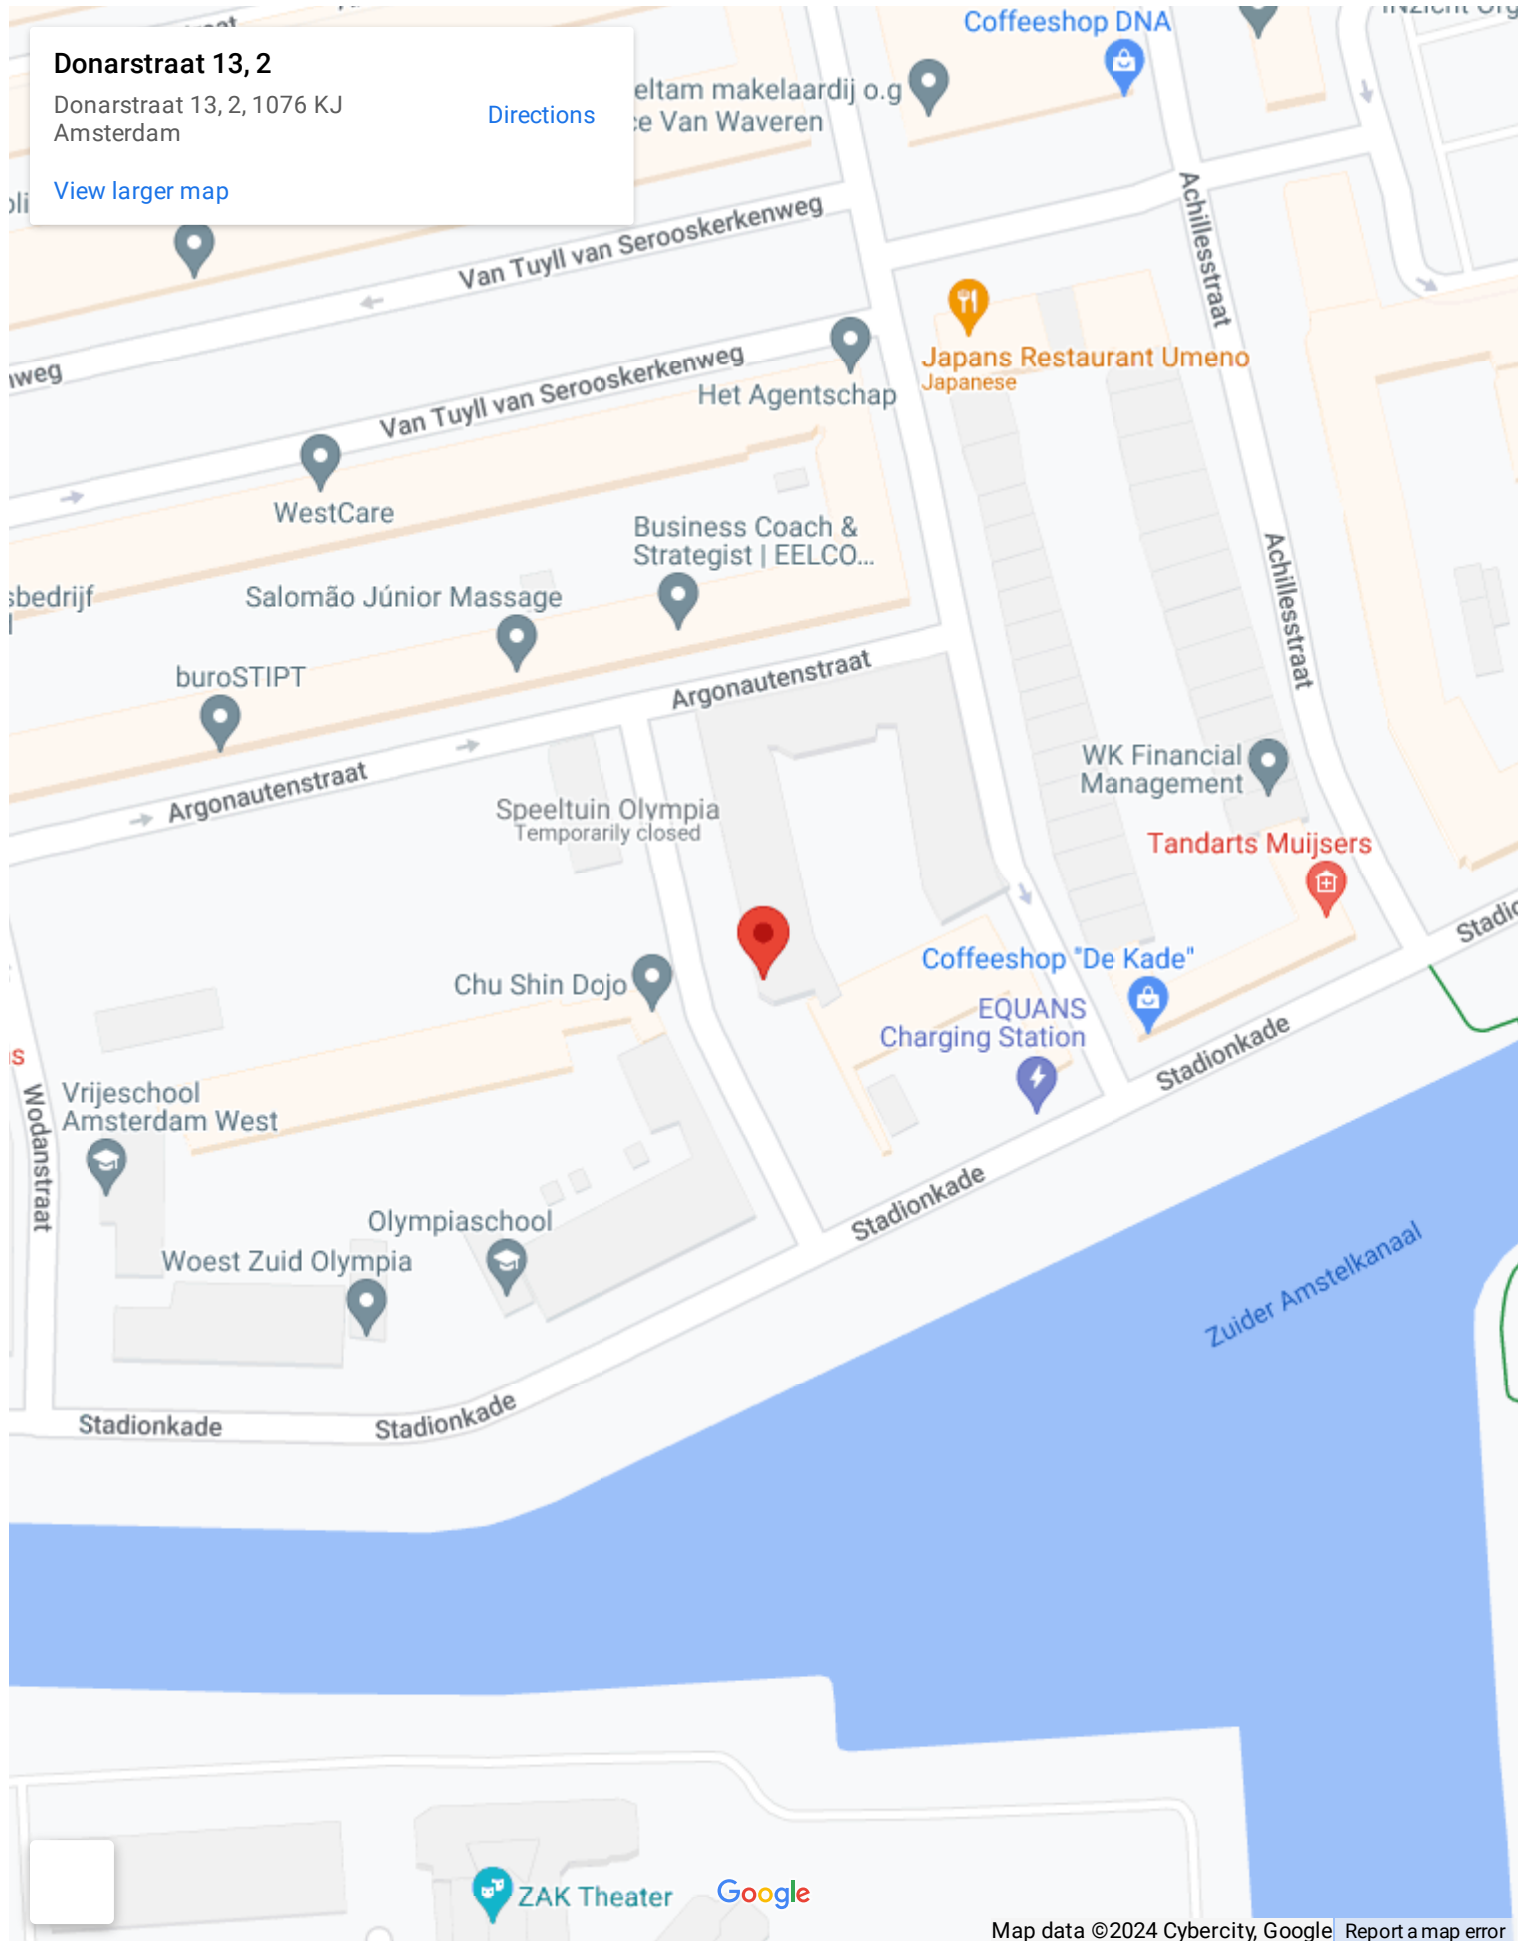 Donarstraat 13, 2
Donarstraat 13, 2, 1076 KJ
Amsterdam
Directions
View larger map
Coffeeshop DNA
eltam makelaardij o.g
ce Van Waveren
Van Tuyll van Serooskerkenweg
Achillesstraat
Japans Restaurant Umeno
Japanese
nweg
Van Tuyll van Serooskerkenweg
Het Agentschap
WestCare
Business Coach &
Strategist | EELCO...
Achillesstraat
sbedrijf
Salomão Júnior Massage
buroSTIPT
Argonautenstraat
WK Financial
Management
Argonautenstraat
Speeltuin Olympia
Temporarily closed
Tandarts Muijsers
Stadio
Coffeeshop "De Kade"
Chu Shin Dojo
EQUANS
Charging Station
Stadionkade
s
Vrijeschool
Amsterdam West
Wodanstraat
Stadionkade
Olympiaschool
Woest Zuid Olympia
Zuider Amstelkanaal
Stadionkade
Stadionkade
ZAK Theater
Google
Map data ©2024 Cybercity, Google
Report a map error